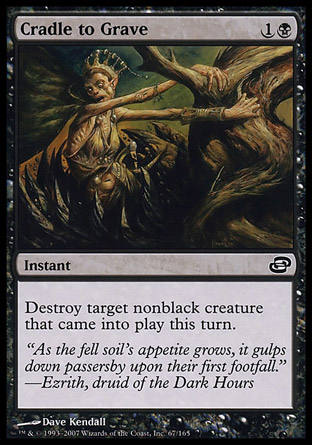 Cradle to Grave 1
Instant
Destroy target nonblack creature
that came into play this turn.
“As the fell soil's appetite grows, it gulps
down passersby upon their first footfall.”
—Ezrith, druid of the Dark Hours
Dave Kendall
™ & © 1993–2007 Wizards of the Coast, Inc. 67/165